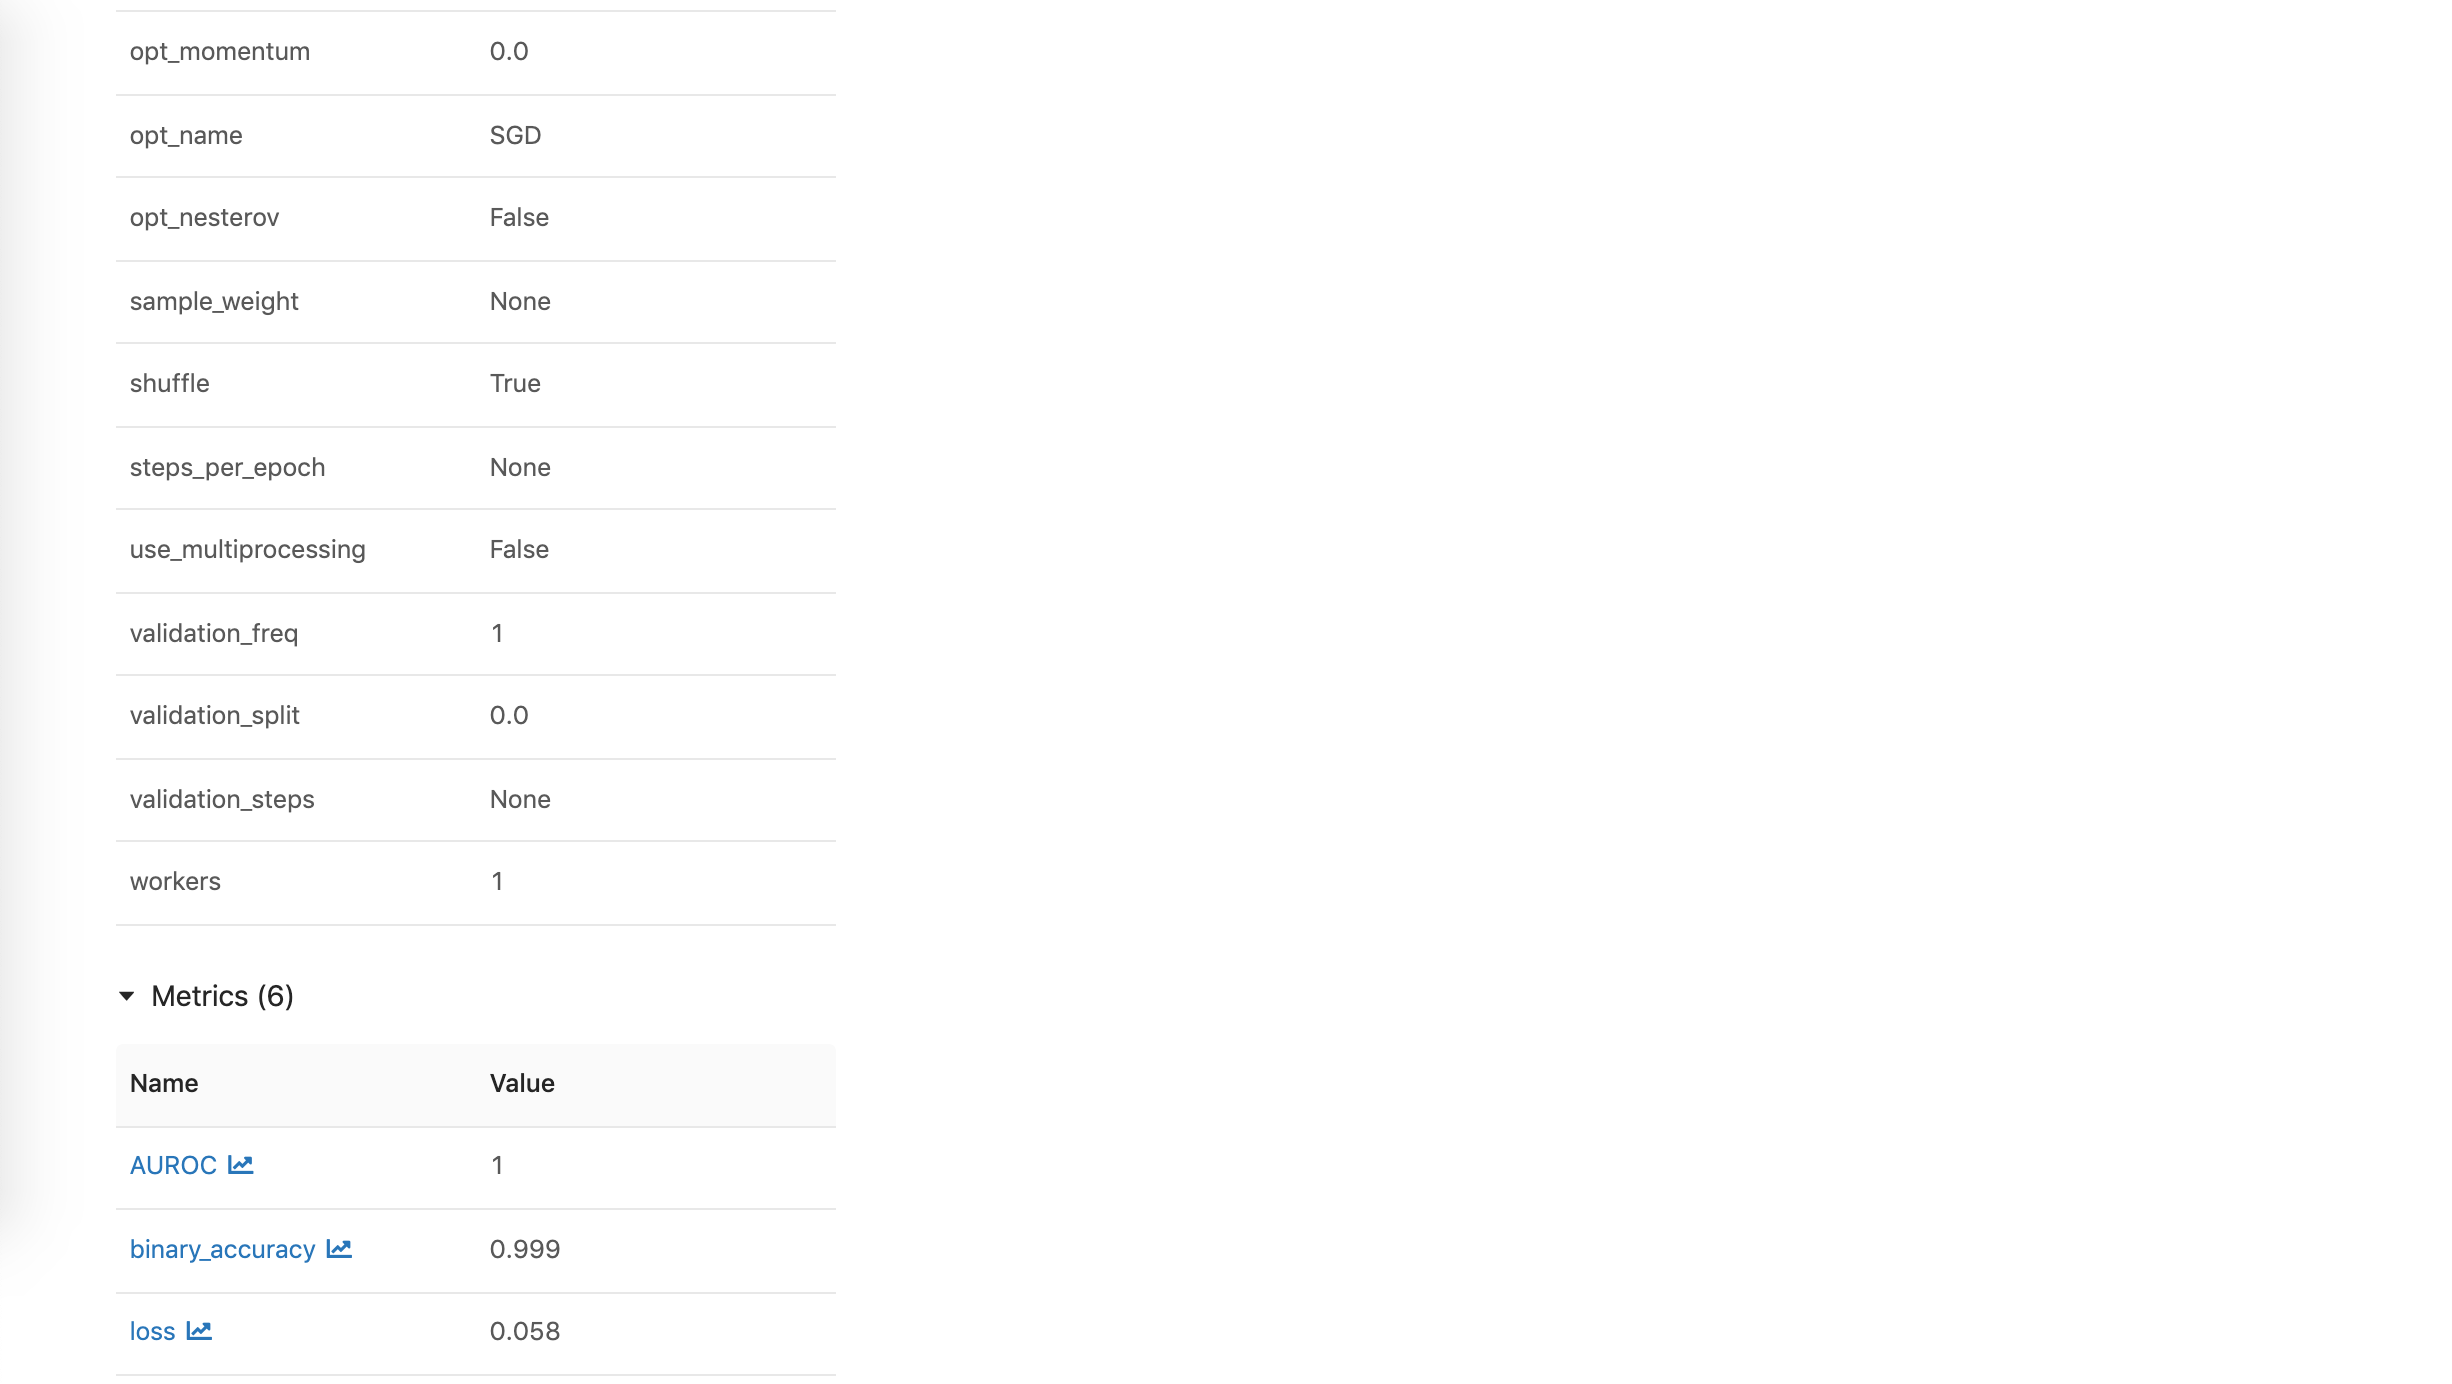 opt_momentum 0.0
opt_name SGD
opt_nesterov False
sample_weight None
shuffle True
steps_per_epoch None
use_multiprocessing False
validation_freq 1
validation_split 0.0
validation_steps None
workers 1
Metrics (6)
Name Value
AUROC 1
binary_accuracy 0.999
loss 0.058